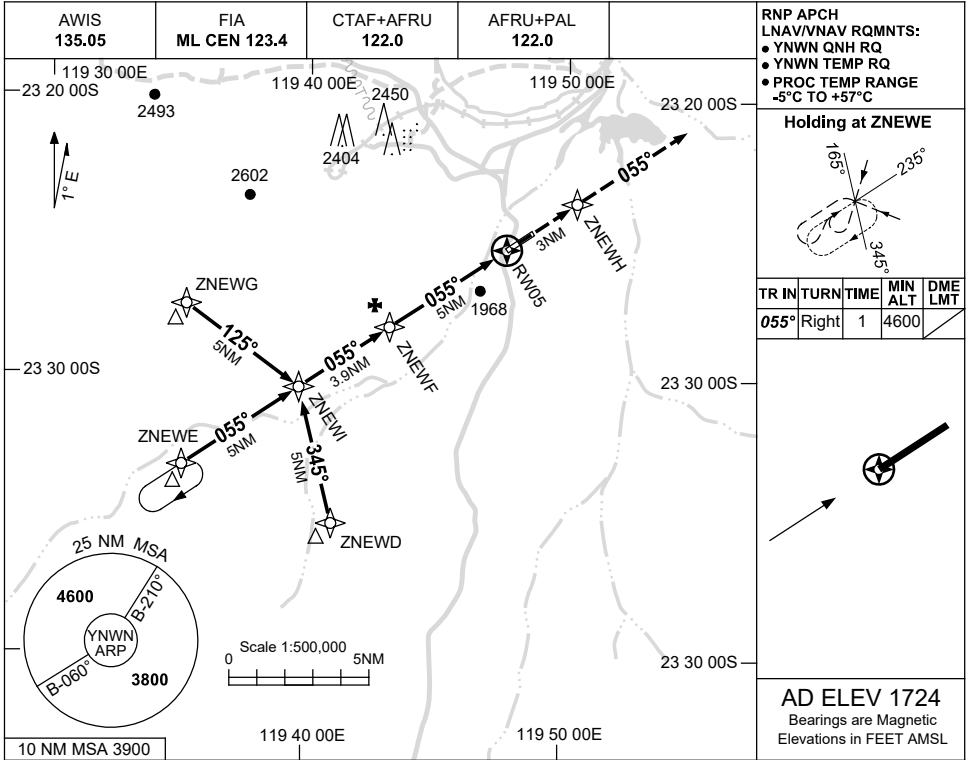 AWIS
135.05
FIA
ML CEN 123.4
CTAF+AFRU
122.0
AFRU+PAL
122.0
RNP APCH
LNAV/VNAV RQMNTS:
● YNWN QNH RQ
● YNWN TEMP RQ
● PROC TEMP RANGE
-5°C TO +57°C
119 30 00E
119 40 00E
119 50 00E
23 20 00S
23 20 00S
2493
2450
2404
2602
1° E
055°
3NM
ZNEWH
RW05
1968
055°
5NM
ZNEWG
125°
5NM
055°
3.9NM
ZNEWF
23 30 00S
23 30 00S
ZNEWI
ZNEWE
055°
5NM
345°
5NM
ZNEWD
25 NM MSA
4600
B-210°
YNWN
ARP
B-060°
3800
Scale 1:500,000
0
5NM
23 30 00S
10 NM MSA 3900
119 40 00E
119 50 00E
Holding at ZNEWE
165°
235°
345°
TR IN
TURN
TIME
MIN
ALT
DME
LMT
055°
Right
1
4600
AD ELEV 1724
Bearings are Magnetic
Elevations in FEET AMSL